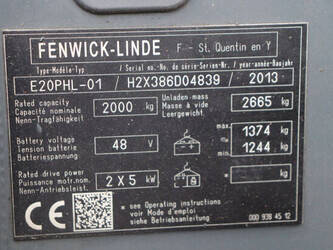 FENWICK-LINDE F - St. Quentin en Y
Type-Modèle-Typ / Serial no.-No. de série-Serien-Nr. / year-année-Baujahr
E20PHL-01 / H2X386D04839 / 2013
Rated capacity
Capacité nominale
Nenn-Tragfähigkeit
2000 kg
Unladen mass
Masse à vide
Leergewicht
2665 kg
Battery voltage
Tension batterie
Batteriespannung
48 V
max 1374 kg
min 1244 kg
Rated drive power
Puissance motr.nom.
Nenn-Antriebsleist.
2 X 5 kW
CE
* see Operating instructions
voir Mode d'emploi
siehe Betriebsanleitung
000 938 45 12